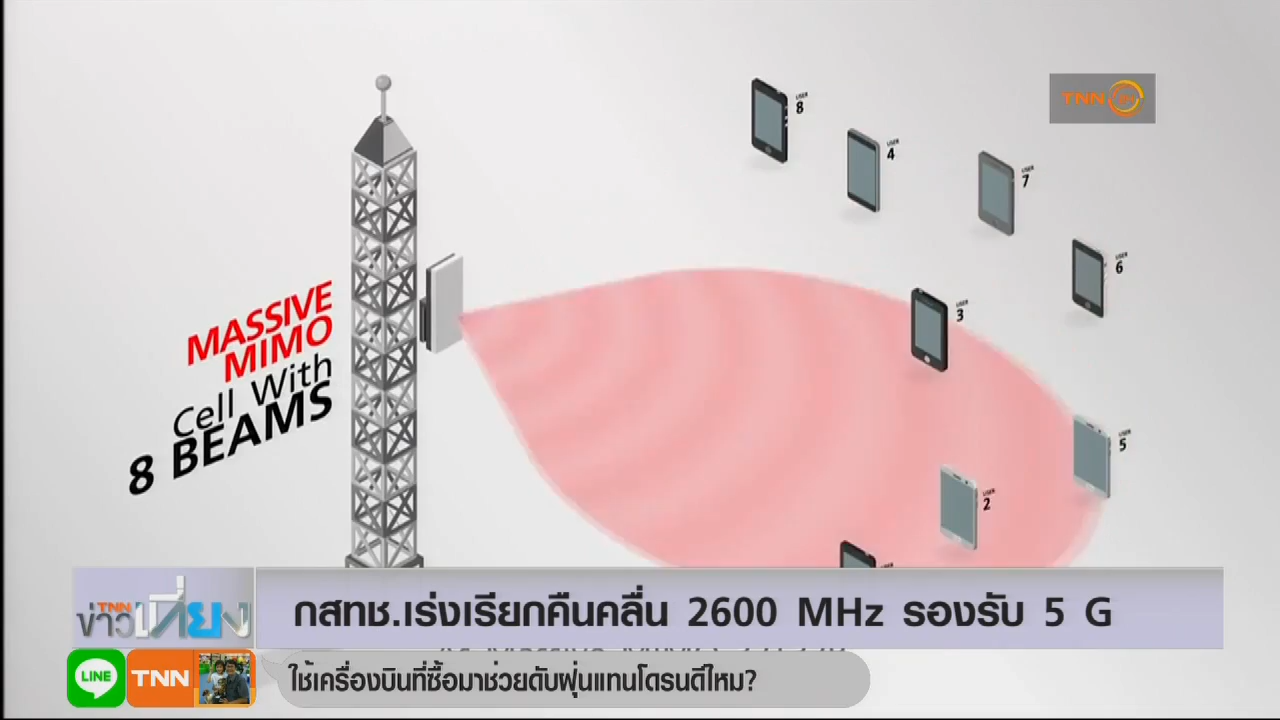 TNN 24
USER 8
USER 4
USER 7
USER 6
USER 3
USER 5
USER 2
USER
MASSIVE
MIMO
Cell With
8 BEAMS
TNN
ข่าวเที่ยง
กสทช.เร่งเรียกคืนคลื่น 2600 MHz รองรับ 5 G
LINE
TNN
ใช้เครื่องบินที่ซื้อมาช่วยดับฝุ่นแทนโดรนดีไหม?